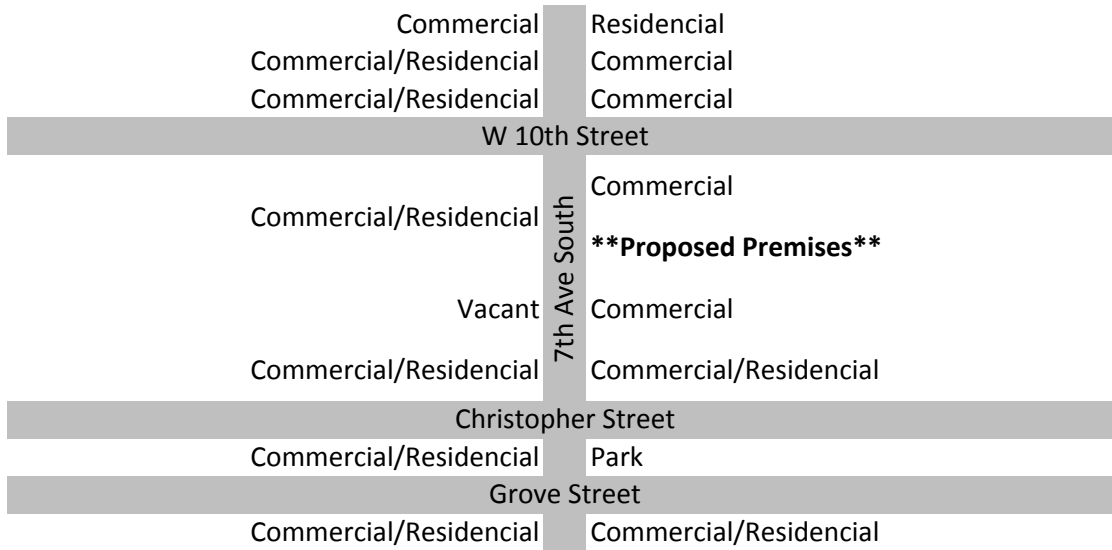 Commercial Residencial
Commercial/Residencial Commercial
Commercial/Residencial Commercial
W 10th Street
Commercial
Commercial/Residencial
**Proposed Premises**
7th Ave South
Vacant Commercial
Commercial/Residencial Commercial/Residencial
Christopher Street
Commercial/Residencial Park
Grove Street
Commercial/Residencial Commercial/Residencial